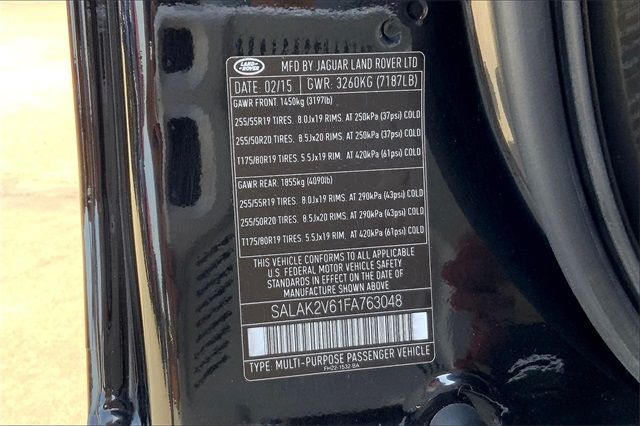 LAND ROVER MFD BY JAGUAR LAND ROVER LTD
DATE: 02/15 GWR: 3260KG (7187LB)
GAWR FRONT: 1450kg (3197lb)
255/55R19 TIRES. 8.0Jx19 RIMS, AT 250kPa (37psi) COLD
255/50R20 TIRES. 8.5Jx20 RIMS, AT 250kPa (37psi) COLD
T175/80R19 TIRES. 5.5Jx19 RIM, AT 420kPa (61psi) COLD
GAWR REAR: 1855kg (4090lb)
255/55R19 TIRES. 8.0Jx19 RIMS, AT 290kPa (43psi) COLD
255/50R20 TIRES. 8.5Jx20 RIMS, AT 290kPa (43psi) COLD
T175/80R19 TIRES. 5.5Jx19 RIM, AT 420kPa (61psi) COLD
THIS VEHICLE CONFORMS TO ALL APPLICABLE
U.S. FEDERAL MOTOR VEHICLE SAFETY
STANDARDS IN EFFECT ON THE DATE OF
MANUFACTURE SHOWN ABOVE
SALAK2V61FA763048
TYPE: MULTI-PURPOSE PASSENGER VEHICLE
FH22-1532-BA